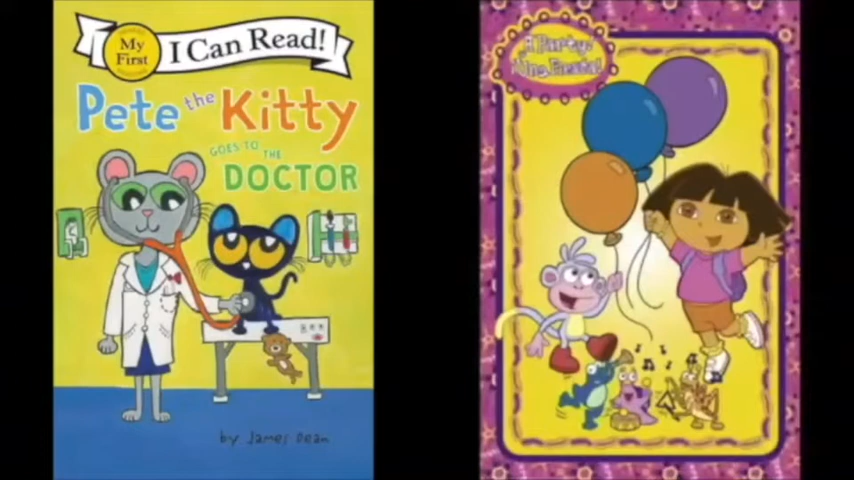 My
First
I Can Read!
Pete the Kitty
GOES TO THE
DOCTOR
by James Dean
A Party!
¡Una Fiesta!